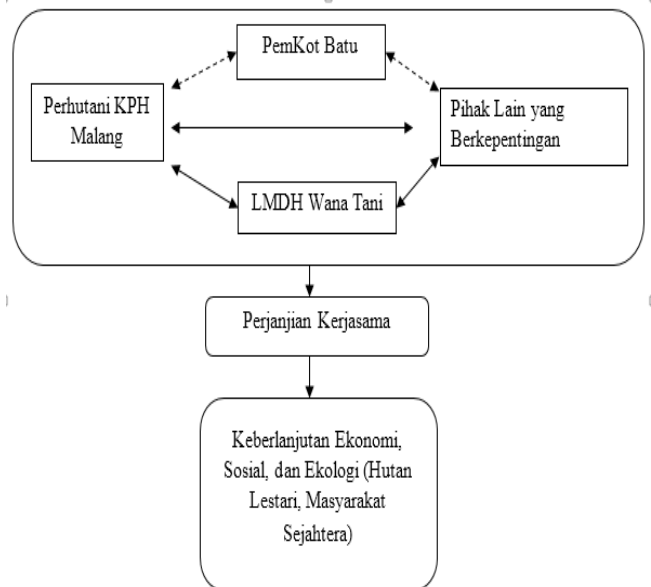 PemKot Batu
Perhutani KPH
Malang
Pihak Lain yang
Berkepentingan
LMDH Wana Tani
Perjanjian Kerjasama
Keberlanjutan Ekonomi,
Sosial, dan Ekologi (Hutan
Lestari, Masyarakat
Sejahtera)